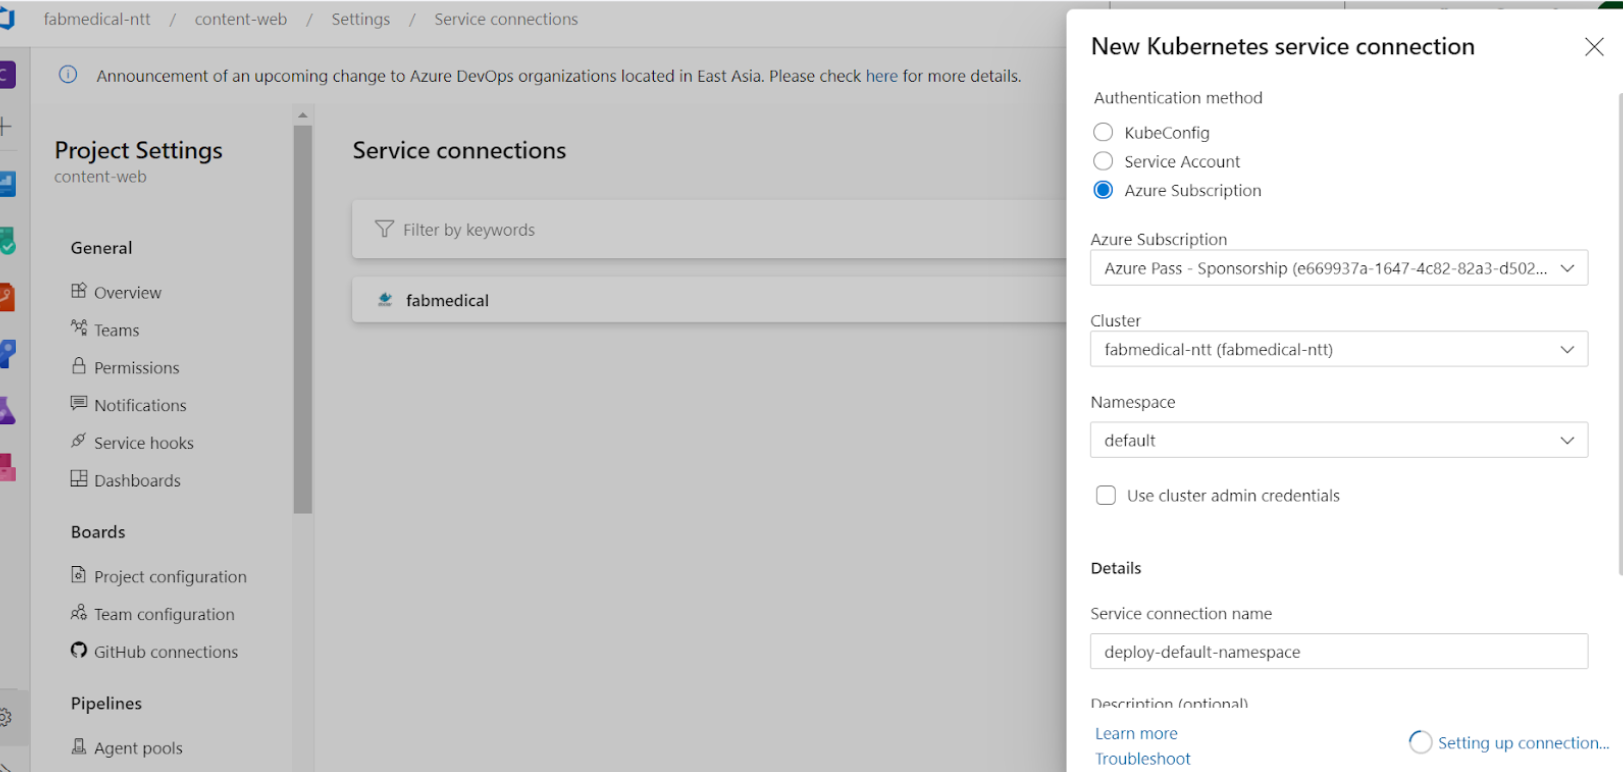 fabmedical-ntt / content-web / Settings / Service connections
Announcement of an upcoming change to Azure DevOps organizations located in East Asia. Please check here for more details.
C
Project Settings
content-web
General
Overview
Teams
Permissions
Notifications
Service hooks
Dashboards
Boards
Project configuration
Team configuration
GitHub connections
Pipelines
Agent pools
Service connections
Filter by keywords
fabmedical
New Kubernetes service connection
Authentication method
KubeConfig
Service Account
Azure Subscription
Azure Subscription
Azure Pass - Sponsorship (e669937a-1647-4c82-82a3-d502...
Cluster
fabmedical-ntt (fabmedical-ntt)
Namespace
default
Use cluster admin credentials
Details
Service connection name
deploy-default-namespace
Description (optional)
Learn more
Troubleshoot
Setting up connection...